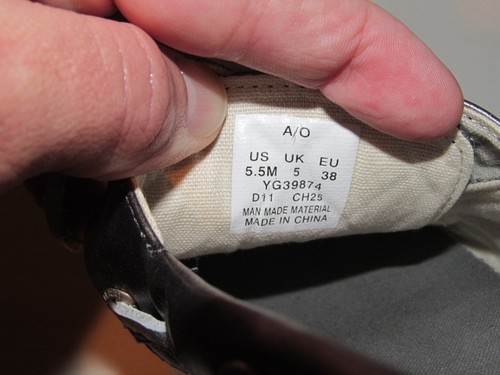 A/O
US UK EU
5.5M 5 38
YG39874
D11 CH25
MAN MADE MATERIAL
MADE IN CHINA